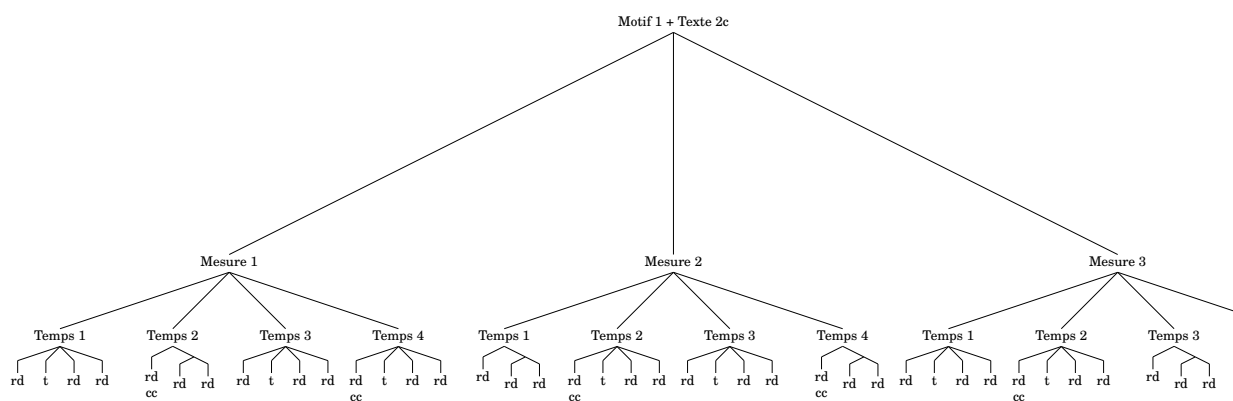 Motif 1 + Texte 2c
Mesure 1 Mesure 2 Mesure 3
Temps 1 Temps 2 Temps 3 Temps 4 Temps 1 Temps 2 Temps 3 Temps 4 Temps 1 Temps 2 Temps 3
rd t rd rd rd rd rd rd t rd rd rd t rd rd rd rd rd rd t rd rd rd t rd rd rd rd rd rd t rd rd rd t rd rd rd rd rd
cc cc cc cc cc